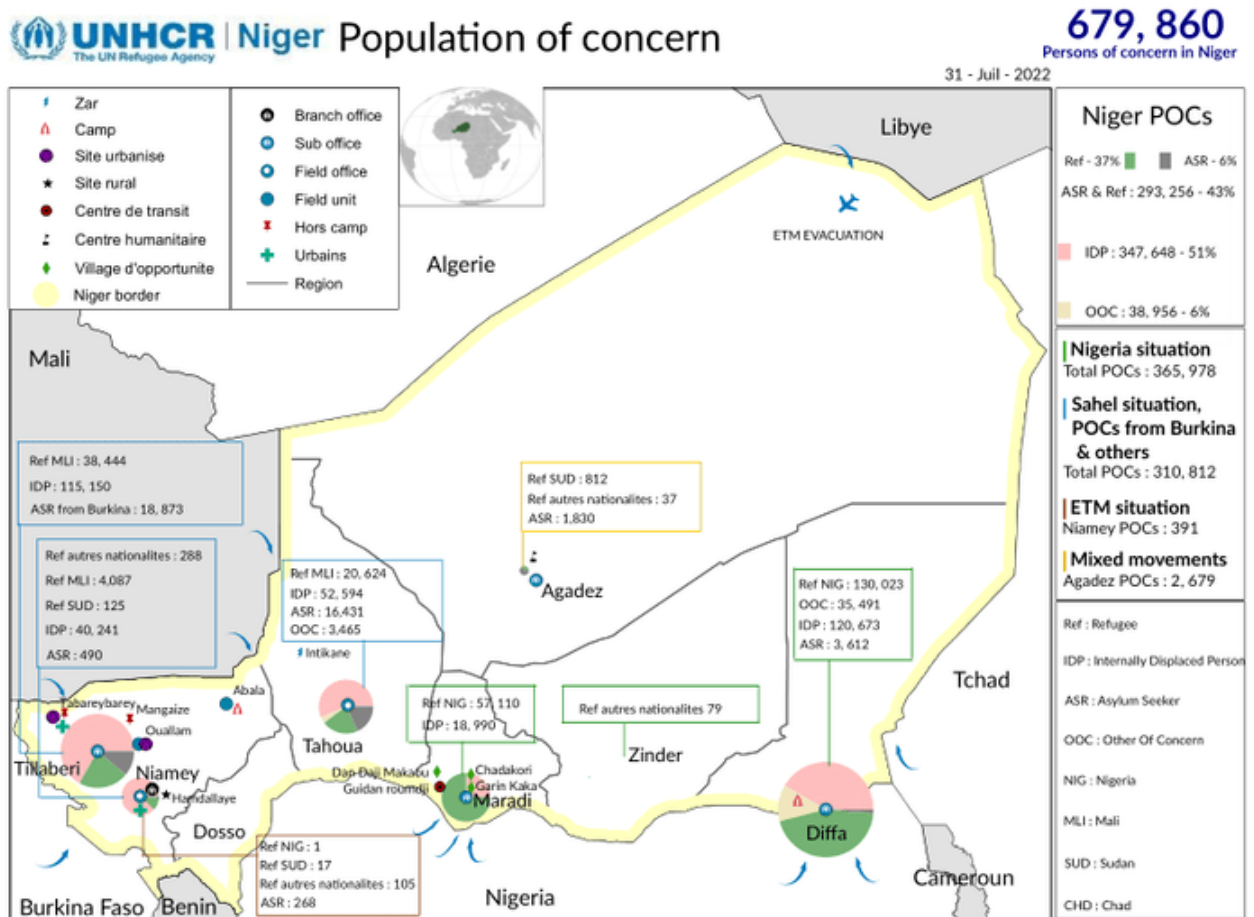 UNHCR
The UN Refugee Agency
Niger Population of concern
679, 860
Persons of concern in Niger
31 - Juil - 2022
Zar
Camp
Site urbanise
Site rural
Centre de transit
Centre humanitaire
Village d'opportunite
Niger border
Branch office
Sub office
Field office
Field unit
Hors camp
Urbains
Region
Libye
ETM EVACUATION
Algerie
Mali
Ref MLI : 38, 444
IDP : 115, 150
ASR from Burkina : 18, 873
Ref autres nationalites : 288
Ref MLI : 4,087
Ref SUD : 125
IDP : 40, 241
ASR : 490
Ref MLI : 20, 624
IDP : 52, 594
ASR : 16,431
OOC : 3,465
Intikane
Ref SUD : 812
Ref autres nationalites : 37
ASR : 1,830
Agadez
Ref NIG : 130, 023
OOC : 35, 491
IDP : 120, 673
ASR : 3, 612
Tchad
Ref NIG : 57, 110
IDP : 18, 990
Ref autres nationalites 79
Zinder
Abala
Tabareybarey
Mangaize
Ouallam
Tillaberi
Niamey
Hamdallaye
Tahoua
Dan Daji Makaou
Guidan roumdji
Chadakori
Garin Kaka
Maradi
Dosso
Diffa
Ref NIG : 1
Ref SUD : 17
Ref autres nationalites : 105
ASR : 268
Burkina Faso
Benin
Nigeria
Cameroun
Niger POCs
Ref - 37%
ASR - 6%
ASR & Ref : 293, 256 - 43%
IDP : 347, 648 - 51%
OOC : 38, 956 - 6%
Nigeria situation
Total POCs : 365, 978
Sahel situation,
POCs from Burkina
& others
Total POCs : 310, 812
ETM situation
Niamey POCs : 391
Mixed movements
Agadez POCs : 2, 679
Ref : Refugee
IDP : Internally Displaced Person
ASR : Asylum Seeker
OOC : Other Of Concern
NIG : Nigeria
MLI : Mali
SUD : Sudan
CHD : Chad